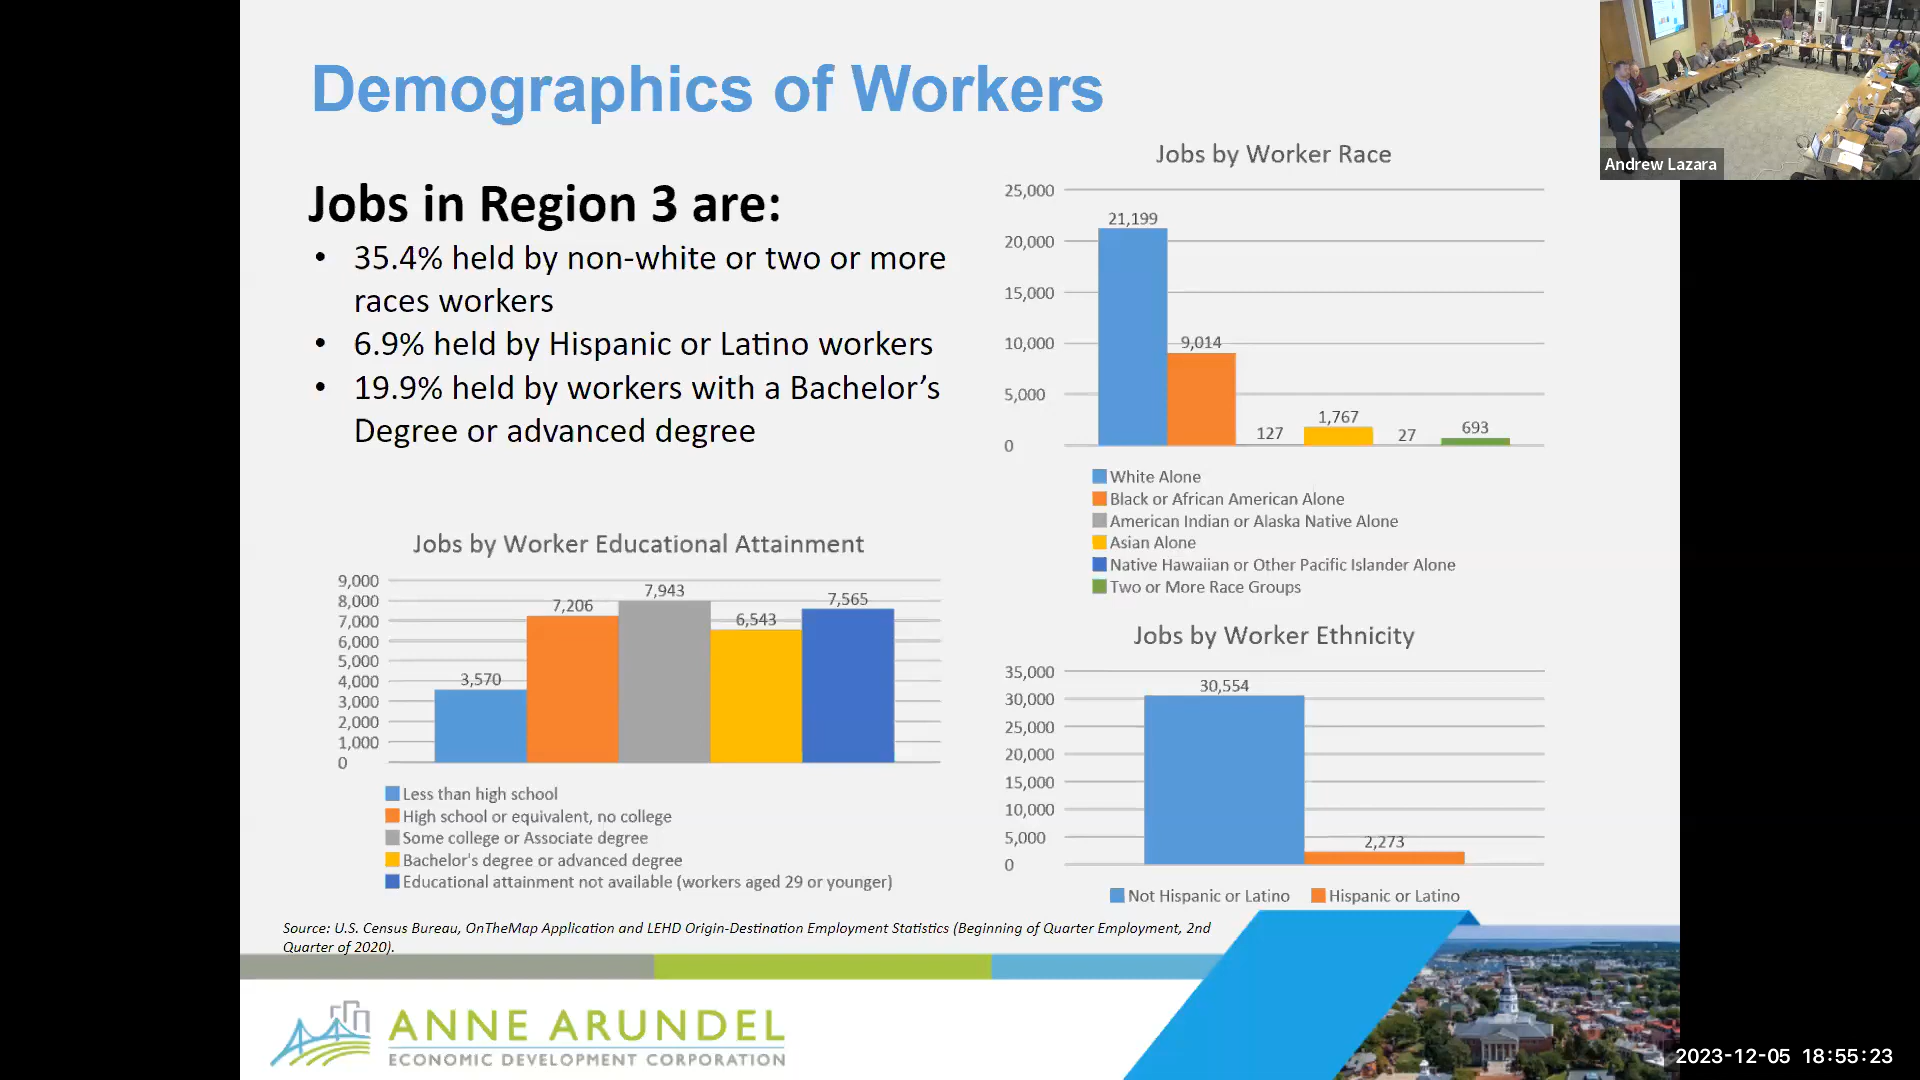 Demographics of Workers
Jobs in Region 3 are:
• 35.4% held by non-white or two or more
races workers
• 6.9% held by Hispanic or Latino workers
• 19.9% held by workers with a Bachelor's
Degree or advanced degree
Jobs by Worker Educational Attainment
9,000
8,000
7,000
6,000
5,000
4,000
3,000
2,000
1,000
0
3,570
7,206
7,943
6,543
7,565
Less than high school
High school or equivalent, no college
Some college or Associate degree
Bachelor's degree or advanced degree
Educational attainment not available (workers aged 29 or younger)
Jobs by Worker Race
25,000
20,000
15,000
10,000
5,000
0
21,199
9,014
127
1,767
27
693
White Alone
Black or African American Alone
American Indian or Alaska Native Alone
Asian Alone
Native Hawaiian or Other Pacific Islander Alone
Two or More Race Groups
Jobs by Worker Ethnicity
35,000
30,000
25,000
20,000
15,000
10,000
5,000
0
30,554
2,273
Not Hispanic or Latino
Hispanic or Latino
Source: U.S. Census Bureau, OnTheMap Application and LEHD Origin-Destination Employment Statistics (Beginning of Quarter Employment, 2nd
Quarter of 2020).
ANNE ARUNDEL
ECONOMIC DEVELOPMENT CORPORATION
Andrew Lazara
2023-12-05 18:55:23